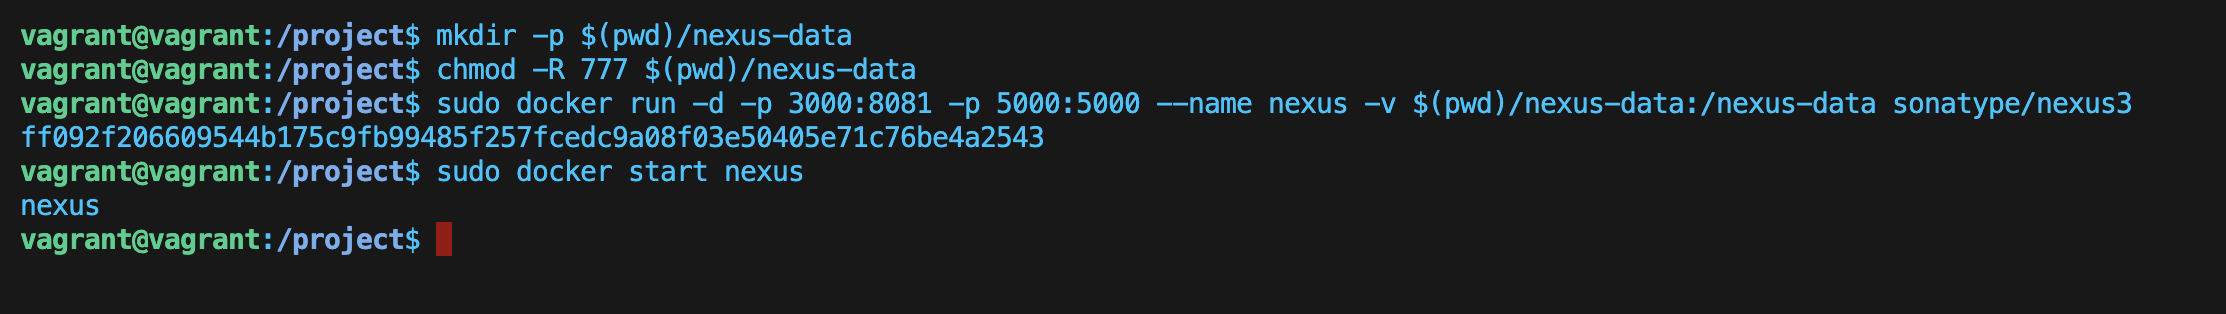 vagrant@vagrant:/project$ mkdir -p $(pwd)/nexus-data
vagrant@vagrant:/project$ chmod -R 777 $(pwd)/nexus-data
vagrant@vagrant:/project$ sudo docker run -d -p 3000:8081 -p 5000:5000 --name nexus -v $(pwd)/nexus-data:/nexus-data sonatype/nexus3
ff092f206609544b175c9fb99485f257fcedc9a08f03e50405e71c76be4a2543
vagrant@vagrant:/project$ sudo docker start nexus
nexus
vagrant@vagrant:/project$